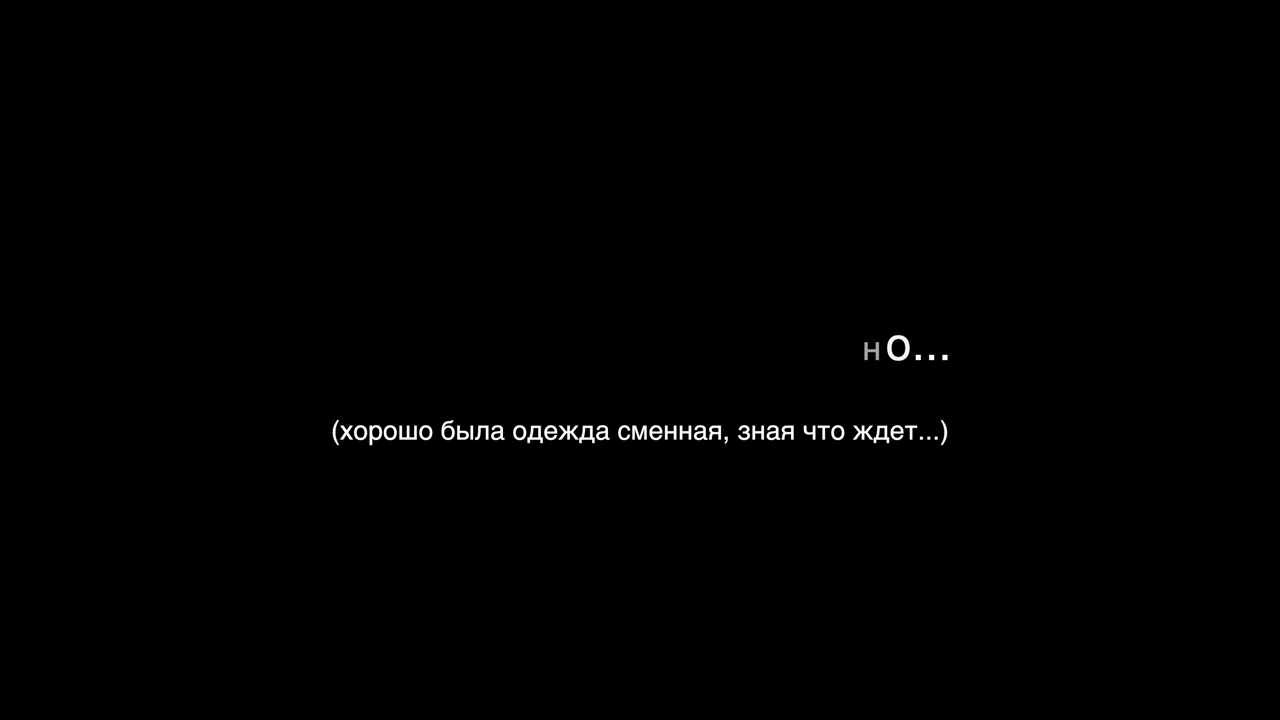 но...
(хорошо была одежда сменная, зная что ждет...)